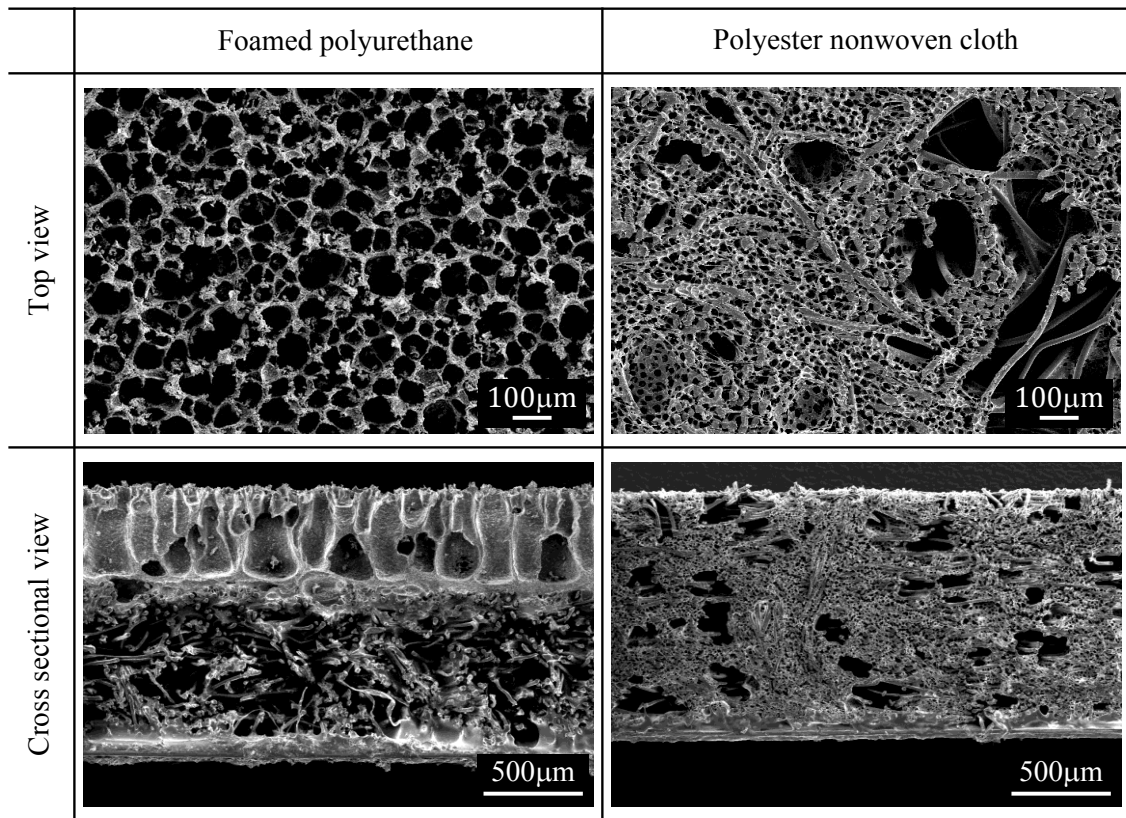 Foamed polyurethane
Polyester nonwoven cloth
Top view
100μm
100μm
Cross sectional view
500μm
500μm